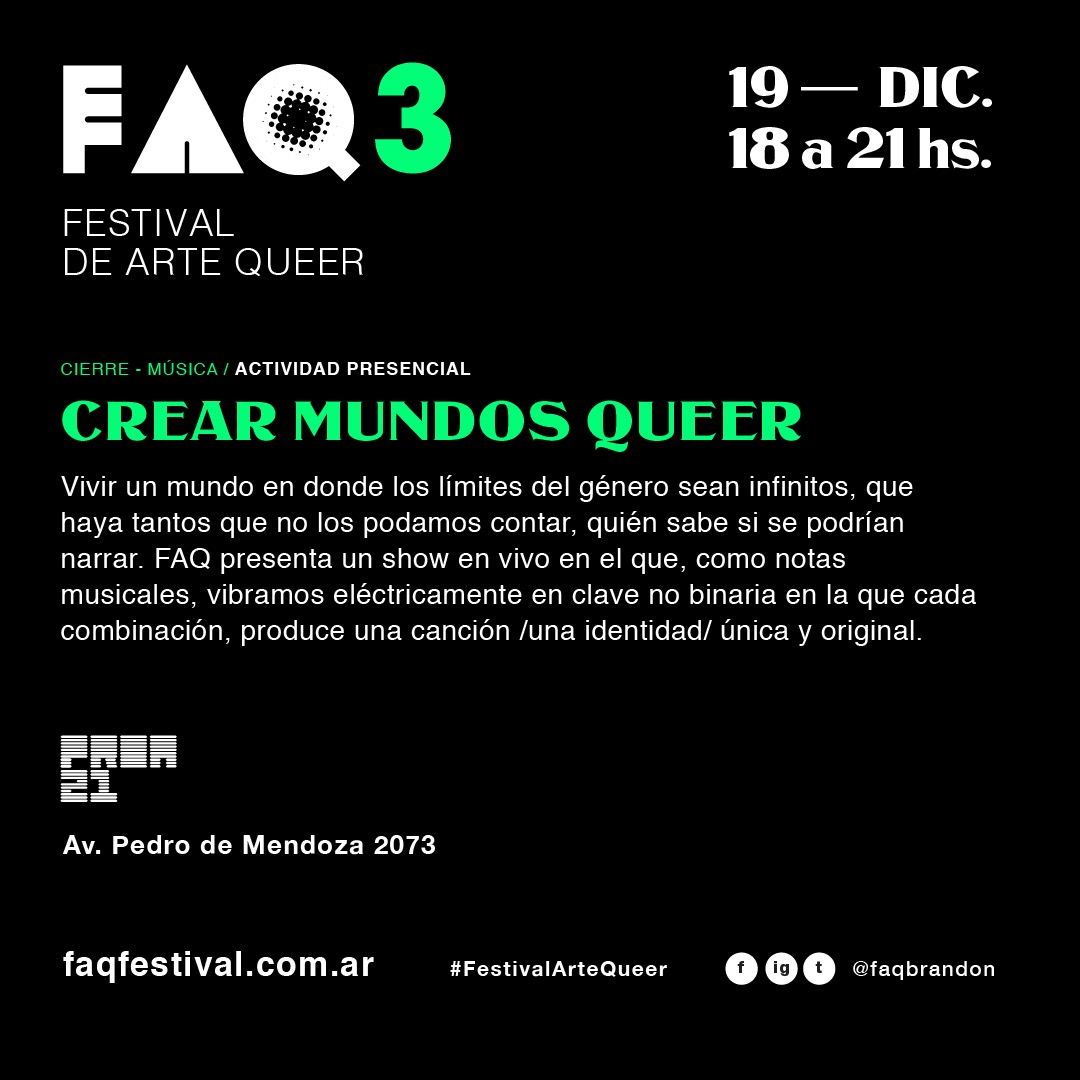 FAQ 3
19 — DIC.
18 a 21 hs.
FESTIVAL
DE ARTE QUEER
CIERRE - MÚSICA / ACTIVIDAD PRESENCIAL
CREAR MUNDOS QUEER
Vivir un mundo en donde los límites del género sean infinitos, que
haya tantos que no los podamos contar, quién sabe si se podrían
narrar. FAQ presenta un show en vivo en el que, como notas
musicales, vibramos eléctricamente en clave no binaria en la que cada
combinación, produce una canción /una identidad/ única y original.
PROA
21
Av. Pedro de Mendoza 2073
faqfestival.com.ar
#FestivalArteQueer
f ig t @faqbrandon